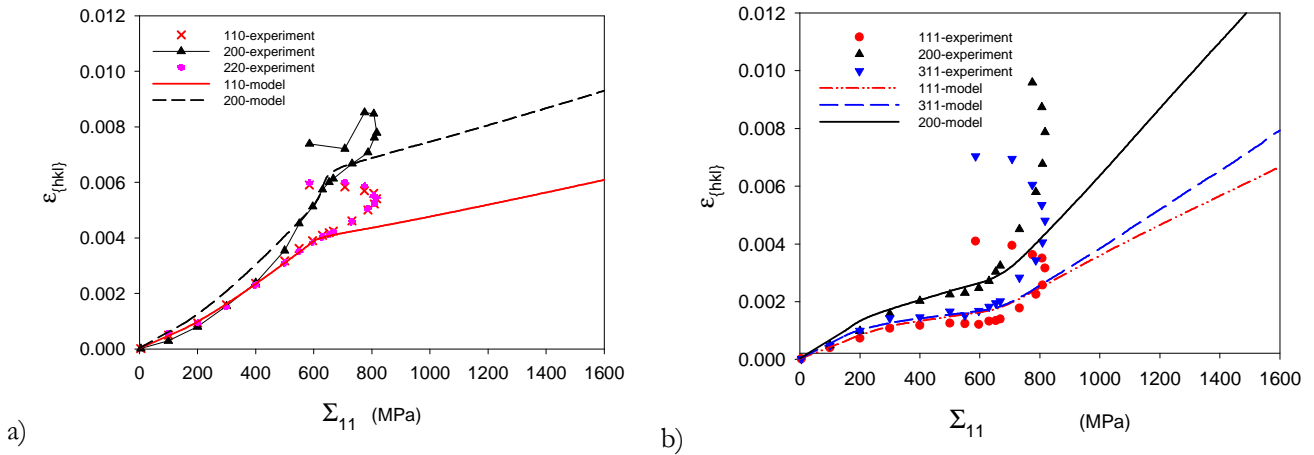 0.012
0.010
0.008
0.006
0.004
0.002
0.000
ε{hkl}
110-experiment
200-experiment
220-experiment
110-model
200-model
0 200 400 600 800 1000 1200 1400 1600
Σ11 (MPa)
a)
0.012
0.010
0.008
0.006
0.004
0.002
0.000
ε{hkl}
111-experiment
200-experiment
311-experiment
111-model
311-model
200-model
0 200 400 600 800 1000 1200 1400 1600
Σ11 (MPa)
b)